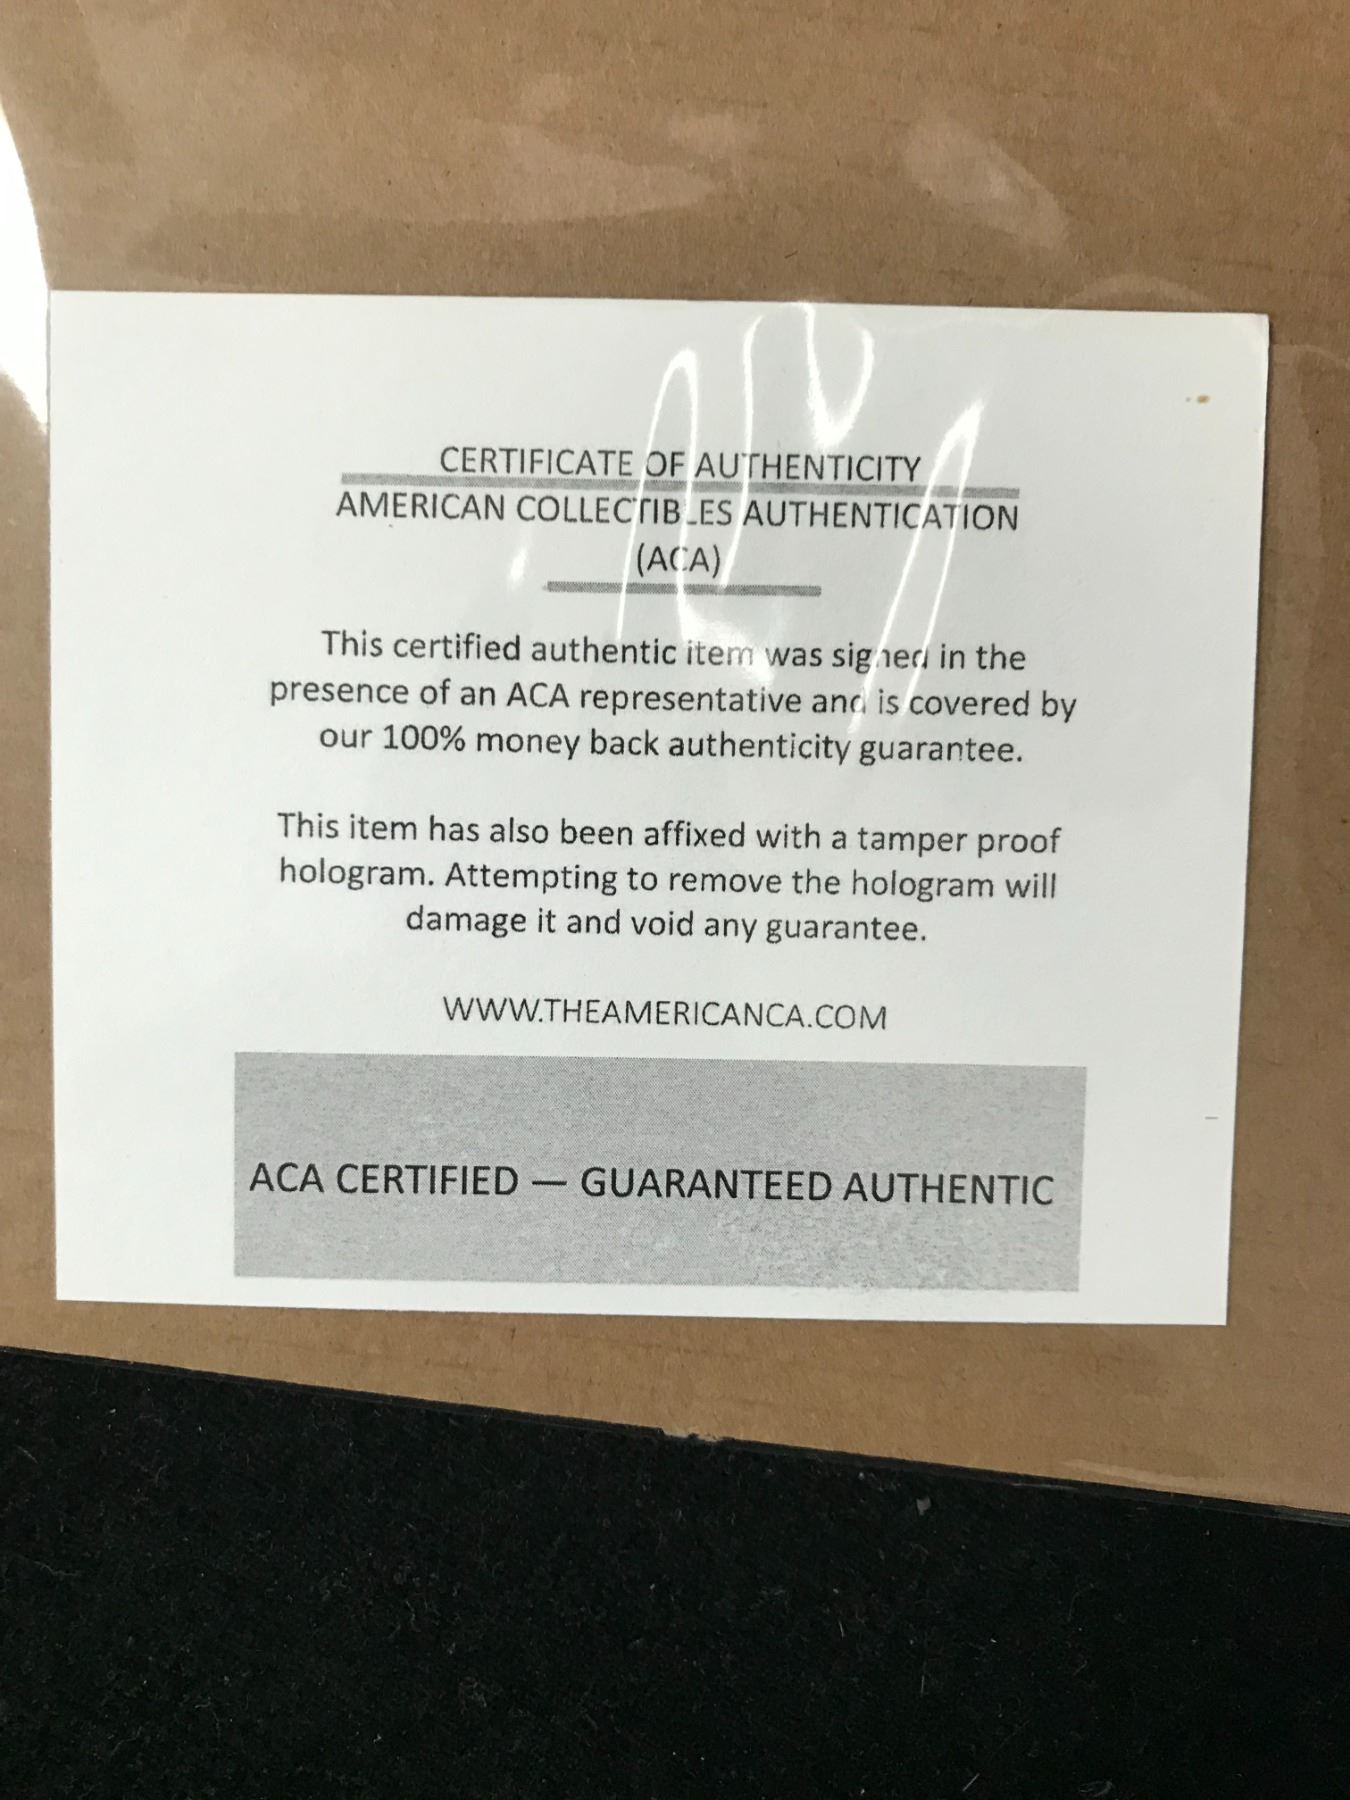 CERTIFICATE OF AUTHENTICITY
AMERICAN COLLECTIBLES AUTHENTICATION
(ACA)
This certified authentic item was signed in the
presence of an ACA representative and is covered by
our 100% money back authenticity guarantee.
This item has also been affixed with a tamper proof
hologram. Attempting to remove the hologram will
damage it and void any guarantee.
WWW.THEAMERICANCA.COM
ACA CERTIFIED — GUARANTEED AUTHENTIC